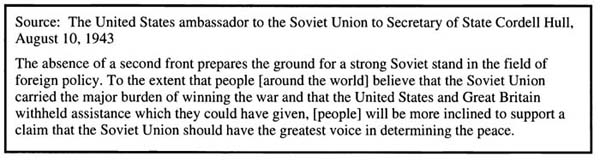 Source: The United States ambassador to the Soviet Union to Secretary of State Cordell Hull,
August 10, 1943
The absence of a second front prepares the ground for a strong Soviet stand in the field of
foreign policy. To the extent that people [around the world] believe that the Soviet Union
carried the major burden of winning the war and that the United States and Great Britain
withheld assistance which they could have given, [people] will be more inclined to support a
claim that the Soviet Union should have the greatest voice in determining the peace.